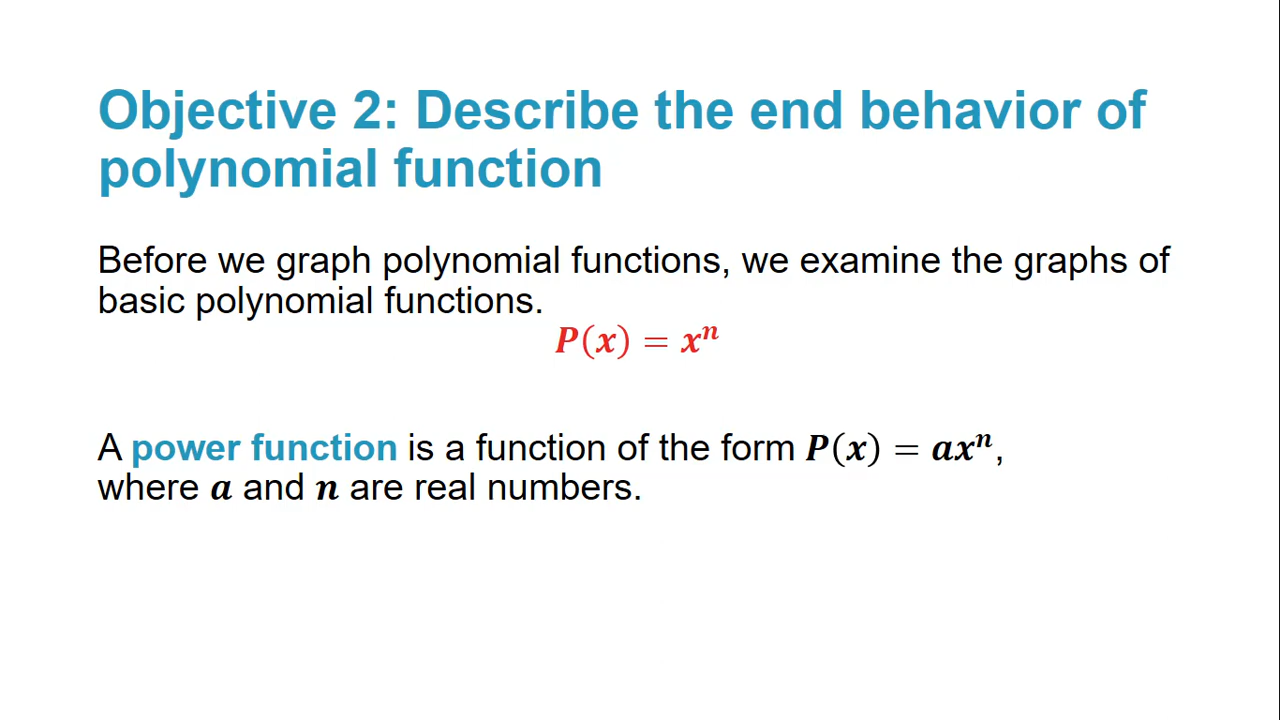 Objective 2: Describe the end behavior of
polynomial function
Before we graph polynomial functions, we examine the graphs of
basic polynomial functions.
P(x) = xⁿ
A power function is a function of the form P(x) = axⁿ,
where a and n are real numbers.